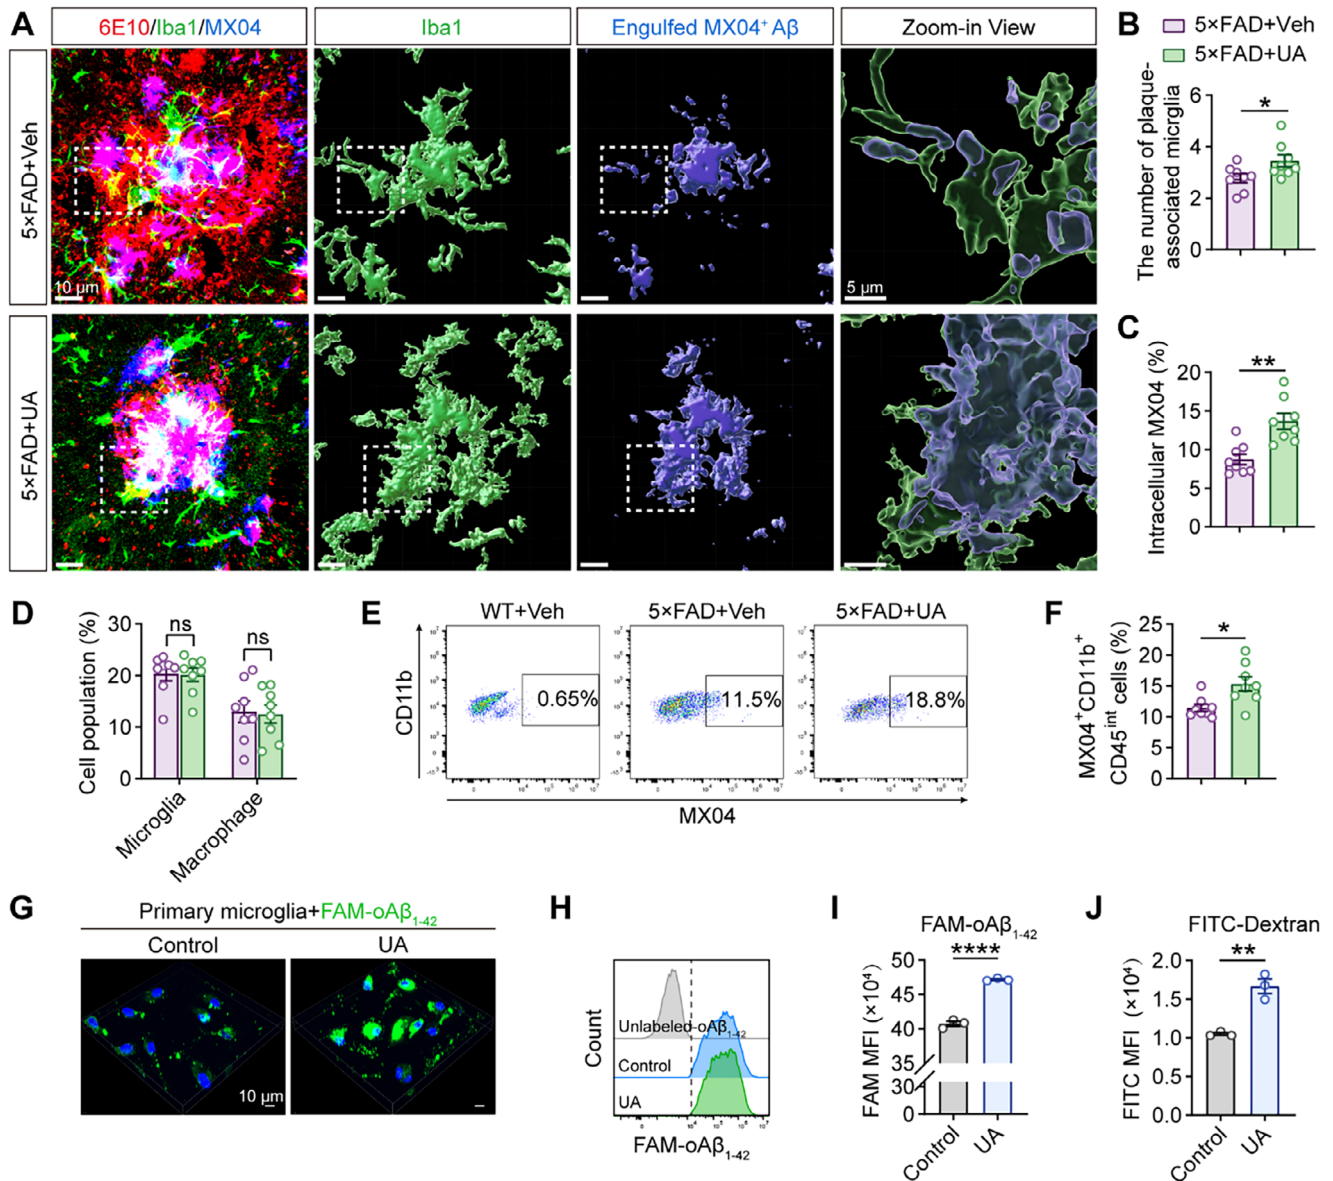 A
6E10/Iba1/MX04
Iba1
Engulfed MX04⁺ Aβ
Zoom-in View
5×FAD+Veh
10 μm
5 μm
5×FAD+UA
B
5×FAD+Veh
5×FAD+UA
The number of plaque-
associated micrglia
6
4
2
0
*
C
Intracellular MX04 (%)
20
15
10
5
0
**
D
Cell population (%)
30
20
10
0
ns
ns
Microglia
Macrophage
E
WT+Veh
5×FAD+Veh
5×FAD+UA
CD11b
0.65%
11.5%
18.8%
MX04
F
MX04⁺CD11b⁺
CD45ⁱⁿᵗ cells (%)
25
20
15
10
5
0
*
G
Primary microglia+FAM-oAβ₁₋₄₂
Control
UA
10 μm
H
Count
Unlabeled-oAβ₁₋₄₂
Control
UA
FAM-oAβ₁₋₄₂
I
FAM-oAβ₁₋₄₂
****
FAM MFI (×10⁴)
50
45
40
35
30
0
Control
UA
J
FITC-Dextran
**
FITC MFI (×10⁴)
2.0
1.5
1.0
0.5
0.0
Control
UA